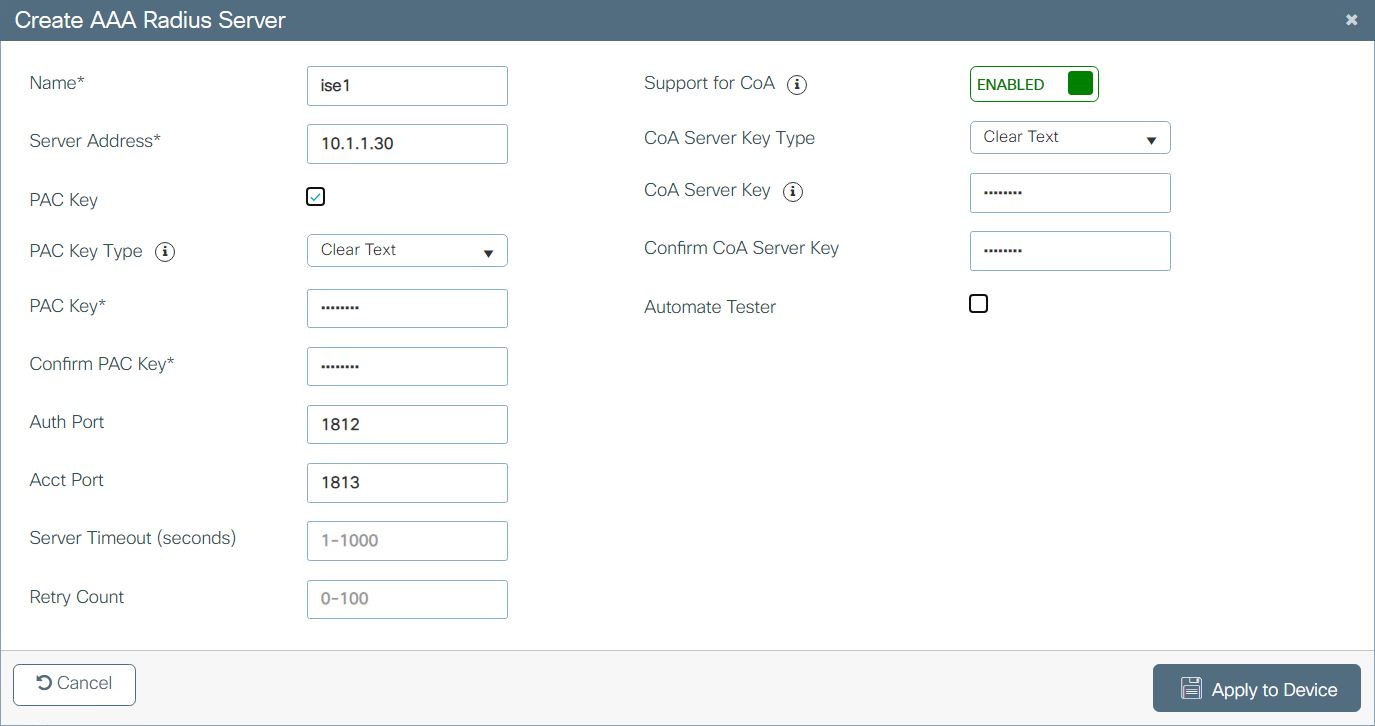 Create AAA Radius Server
Name*
ise1
Server Address*
10.1.1.30
PAC Key
PAC Key Type
Clear Text
PAC Key*
••••••••
Confirm PAC Key*
••••••••
Auth Port
1812
Acct Port
1813
Server Timeout (seconds)
1-1000
Retry Count
0-100
Support for CoA
ENABLED
CoA Server Key Type
Clear Text
CoA Server Key
••••••••
Confirm CoA Server Key
••••••••
Automate Tester
Cancel
Apply to Device